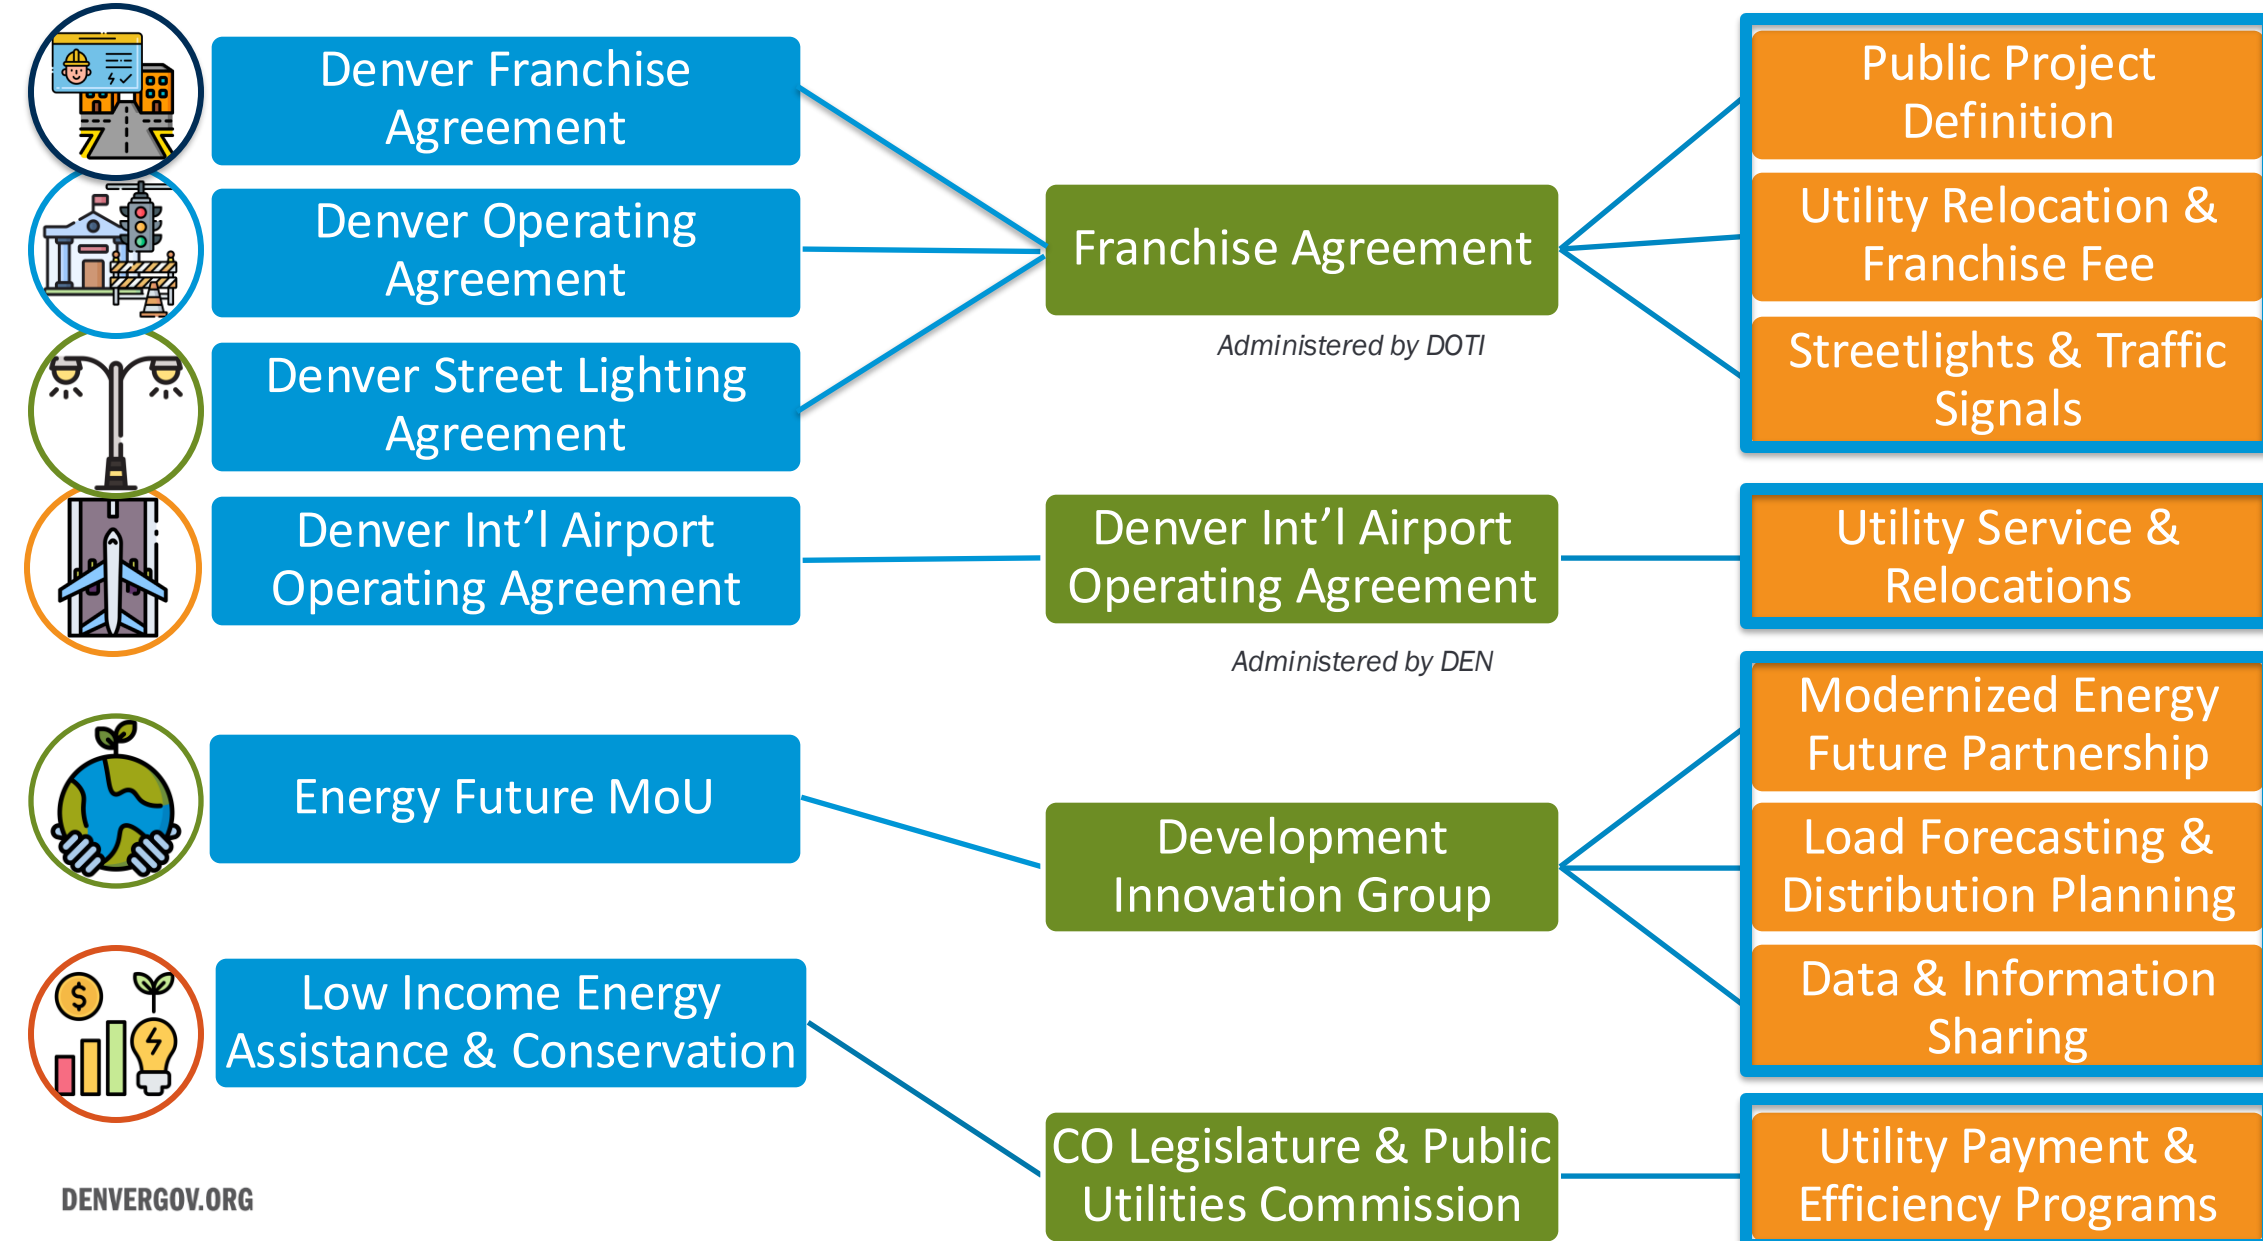 Denver Franchise
Agreement
Denver Operating
Agreement
Denver Street Lighting
Agreement
Denver Int’l Airport
Operating Agreement
Energy Future MoU
Low Income Energy
Assistance & Conservation
Franchise Agreement
Administered by DOTI
Denver Int’l Airport
Operating Agreement
Administered by DEN
Development
Innovation Group
CO Legislature & Public
Utilities Commission
Public Project
Definition
Utility Relocation &
Franchise Fee
Streetlights & Traffic
Signals
Utility Service &
Relocations
Modernized Energy
Future Partnership
Load Forecasting &
Distribution Planning
Data & Information
Sharing
Utility Payment &
Efficiency Programs
DENVERGOV.ORG